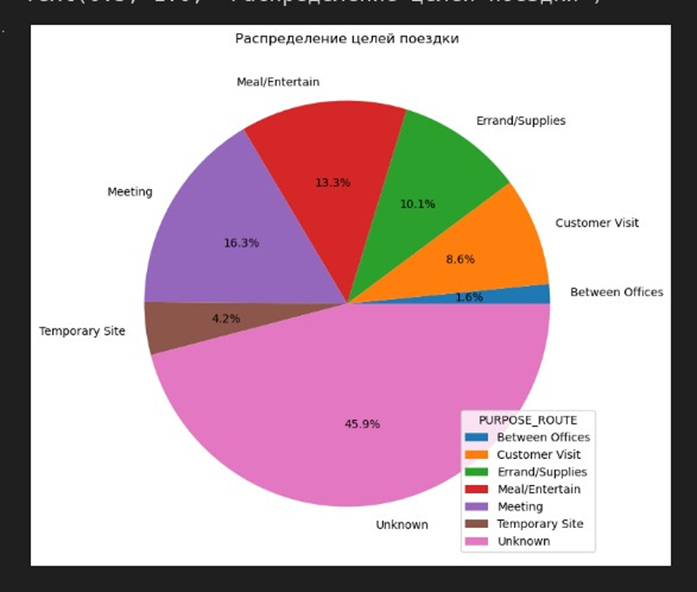 Распределение целей поездки
Meal/Entertain
Errand/Supplies
13.3%
10.1%
Meeting
Customer Visit
16.3%
8.6%
Between Offices
1.6%
4.2%
Temporary Site
45.9%
PURPOSE_ROUTE
Between Offices
Customer Visit
Errand/Supplies
Meal/Entertain
Meeting
Temporary Site
Unknown
Unknown